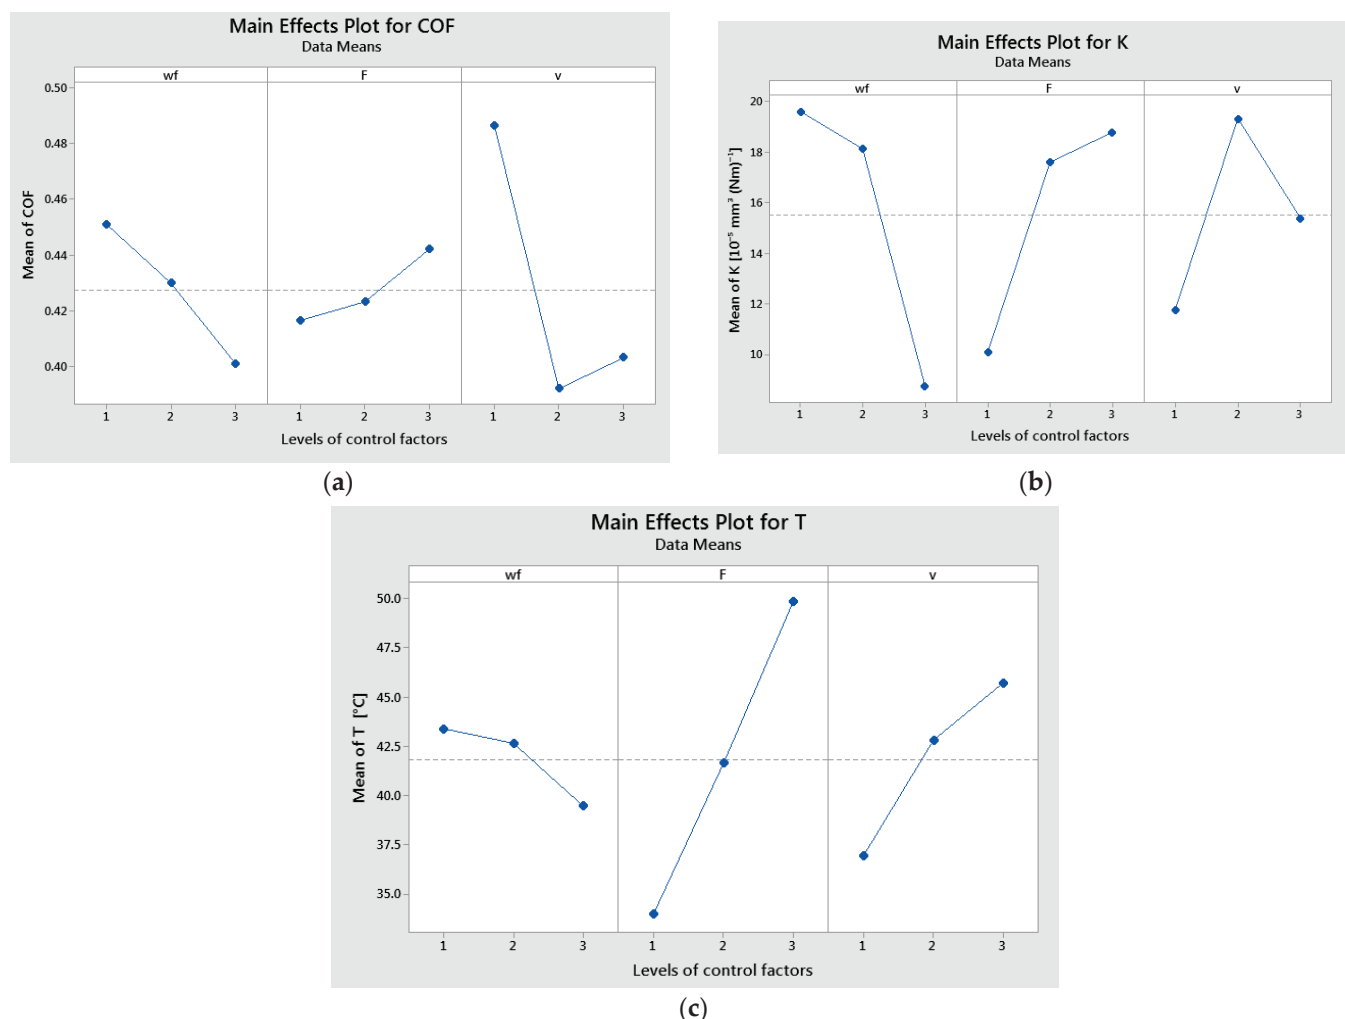 Main Effects Plot for COF
Data Means
wf F v
0.50
0.48
0.46
0.44
0.42
0.40
Mean of COF
1 2 3 1 2 3 1 2 3
Levels of control factors
(a)
Main Effects Plot for K
Data Means
wf F v
20
18
16
14
12
10
Mean of K [10⁻⁵ mm³ (Nm)⁻¹]
1 2 3 1 2 3 1 2 3
Levels of control factors
(b)
Main Effects Plot for T
Data Means
wf F v
50.0
47.5
45.0
42.5
40.0
37.5
35.0
Mean of T [°C]
1 2 3 1 2 3 1 2 3
Levels of control factors
(c)